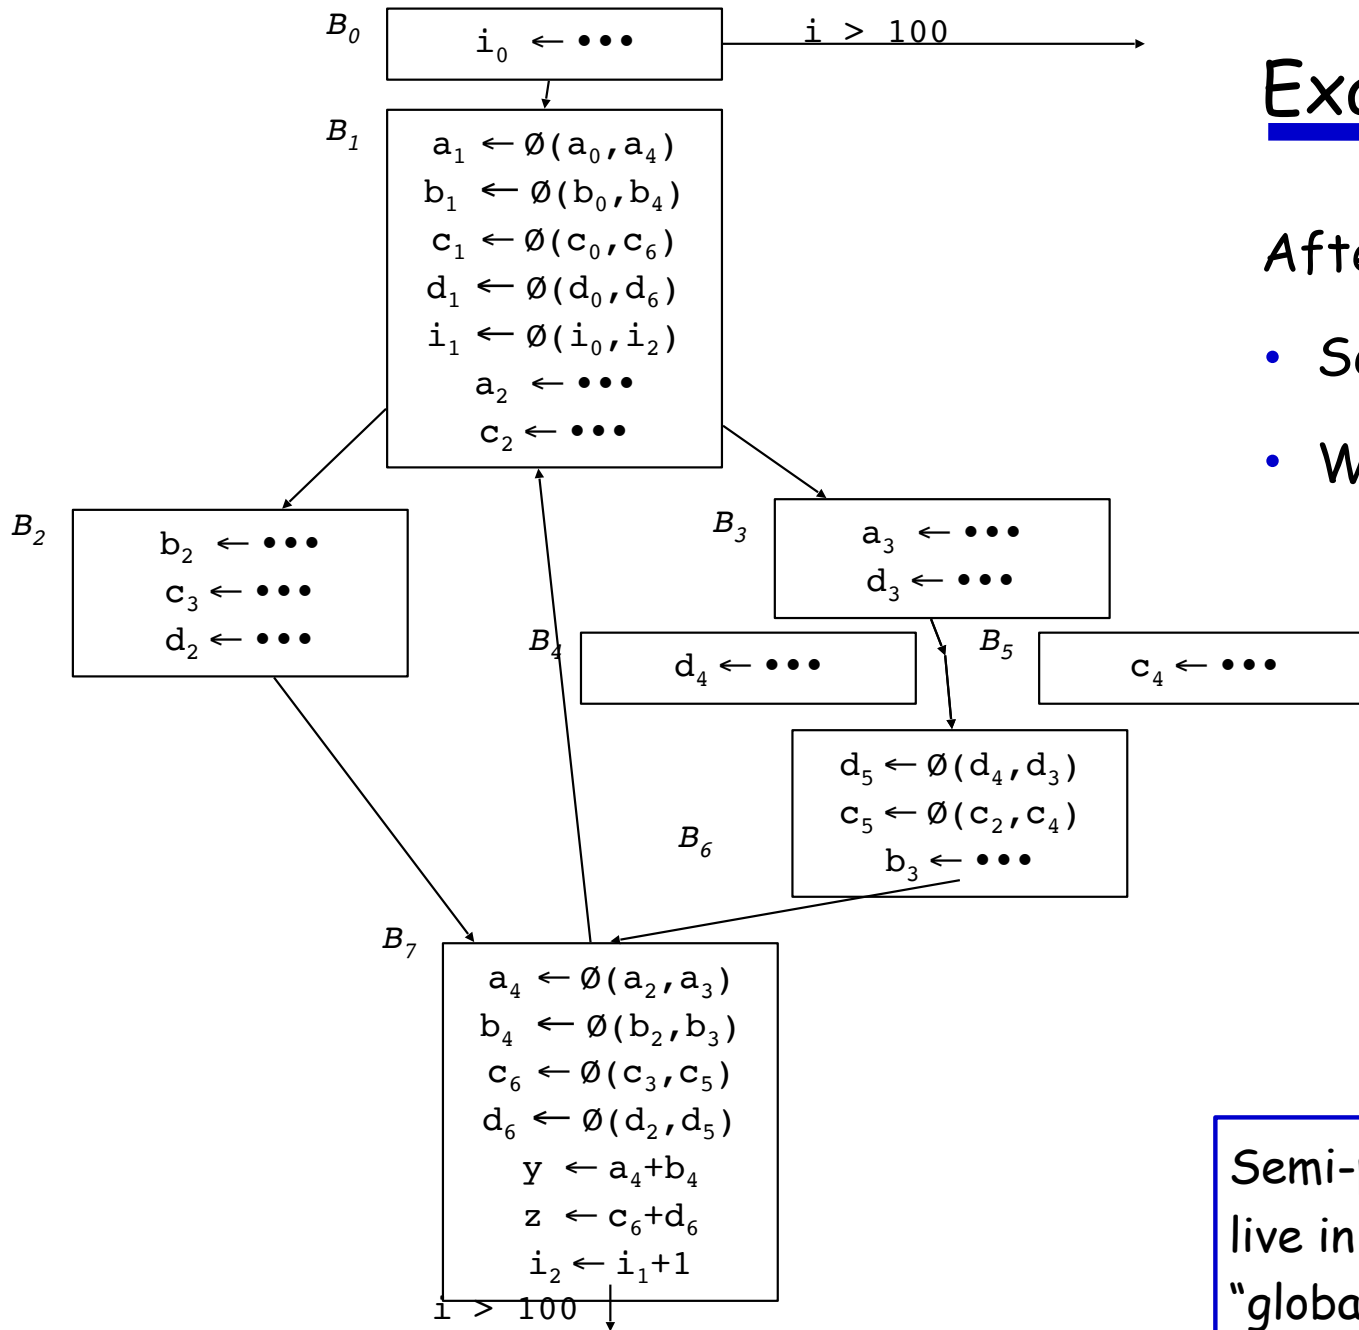 B₀
i₀ ← •••
i > 100
B₁
a₁ ← Ø(a₀,a₄)
b₁ ← Ø(b₀,b₄)
c₁ ← Ø(c₀,c₆)
d₁ ← Ø(d₀,d₆)
i₁ ← Ø(i₀,i₂)
a₂ ← •••
c₂ ← •••
B₂
b₂ ← •••
c₃ ← •••
d₂ ← •••
B₃
a₃ ← •••
d₃ ← •••
B₄
d₄ ← •••
B₅
c₄ ← •••
B₆
d₅ ← Ø(d₄,d₃)
c₅ ← Ø(c₂,c₄)
b₃ ← •••
B₇
a₄ ← Ø(a₂,a₃)
b₄ ← Ø(b₂,b₃)
c₆ ← Ø(c₃,c₅)
d₆ ← Ø(d₂,d₅)
y ← a₄+b₄
z ← c₆+d₆
i₂ ← i₁+1
i > 100
live in